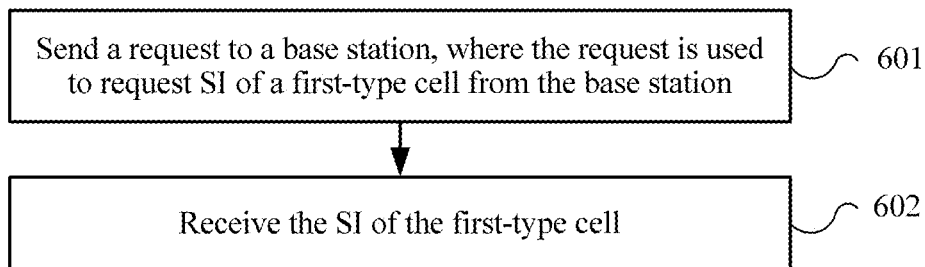 Send a request to a base station, where the request is used
to request SI of a first-type cell from the base station
601
Receive the SI of the first-type cell
602